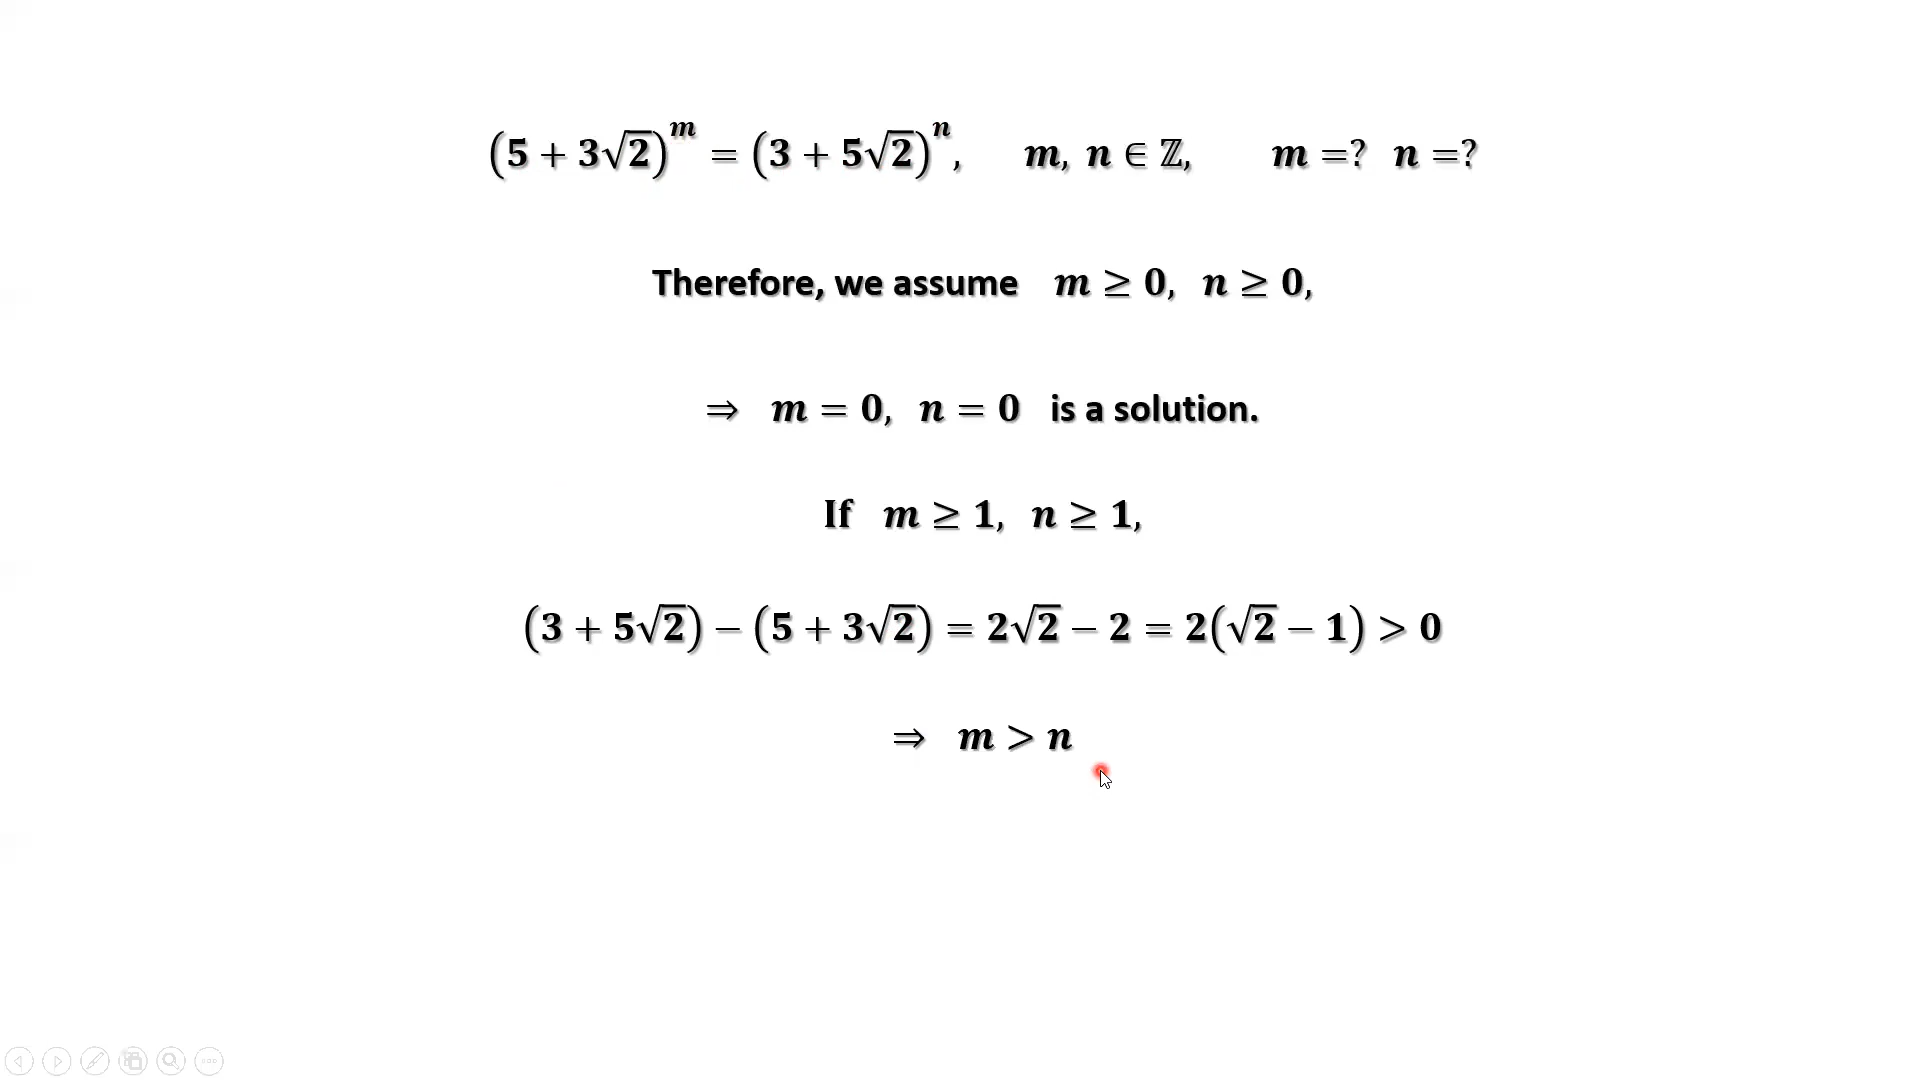 (5 + 3√2)^m = (3 + 5√2)^n, m, n ∈ ℤ, m =? n =?
Therefore, we assume m ≥ 0, n ≥ 0,
⇒ m = 0, n = 0 is a solution.
If m ≥ 1, n ≥ 1,
(3 + 5√2) − (5 + 3√2) = 2√2 − 2 = 2(√2 − 1) > 0
⇒ m > n